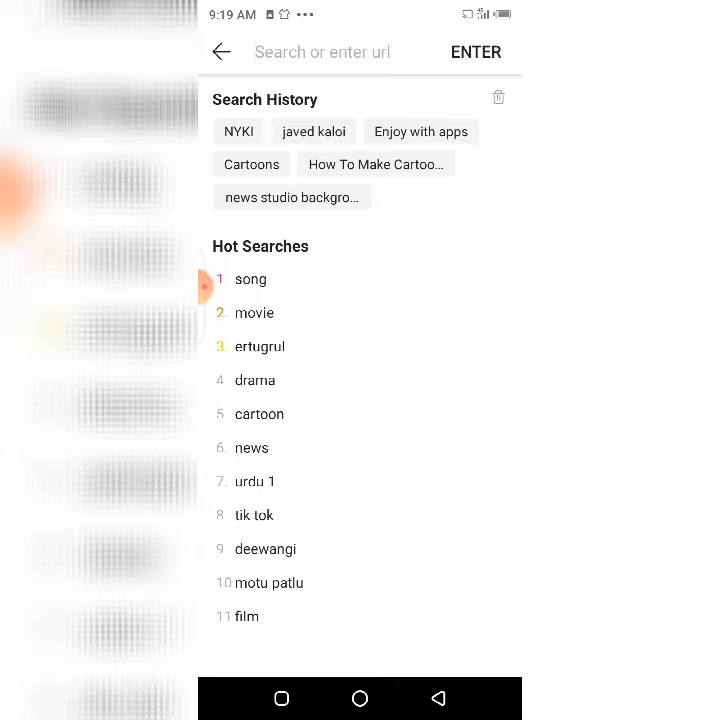 9:19 AM
Search or enter url ENTER
Search History
NYKI javed kaloi Enjoy with apps
Cartoons How To Make Cartoo...
news studio backgro...
Hot Searches
1 song
2. movie
3. ertugrul
4 drama
5 cartoon
6. news
7. urdu 1
8 tik tok
9 deewangi
10 motu patlu
11 film